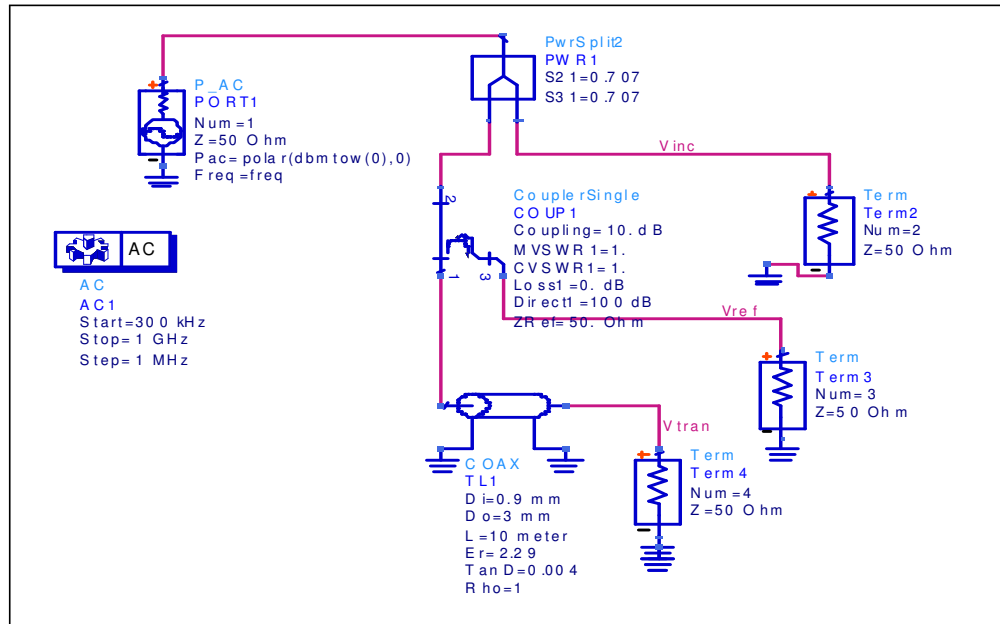 P_AC
PORT1
Num=1
Z=50 Ohm
Pac=polar(dbmtow(0),0)
Freq=freq
PwrSplit2
PWR1
S21=0.707
S31=0.707
Vinc
Term
Term2
Num=2
Z=50 Ohm
CouplerSingle
COUP1
Coupling=10. dB
MVSWR1=1.
CVSWR1=1.
Loss1=0. dB
Direct1=100 dB
ZRef=50. Ohm
2
1
3
AC
AC
AC1
Start=300 kHz
Stop=1 GHz
Step=1 MHz
Vref
Term
Term3
Num=3
Z=50 Ohm
Vtran
Term
Term4
Num=4
Z=50 Ohm
COAX
TL1
Di=0.9 mm
Do=3 mm
L=10 meter
Er=2.29
TanD=0.004
Rho=1